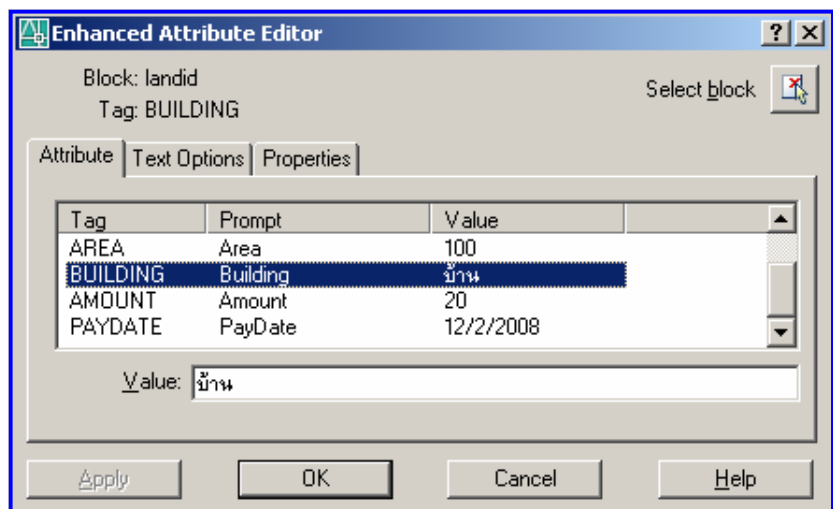 Enhanced Attribute Editor
Block: landid
Select block
Tag: BUILDING
Attribute Text Options Properties
Tag Prompt Value
AREA Area 100
BUILDING Building บ้าน
AMOUNT Amount 20
PAYDATE PayDate 12/2/2008
Value: บ้าน
Apply OK Cancel Help